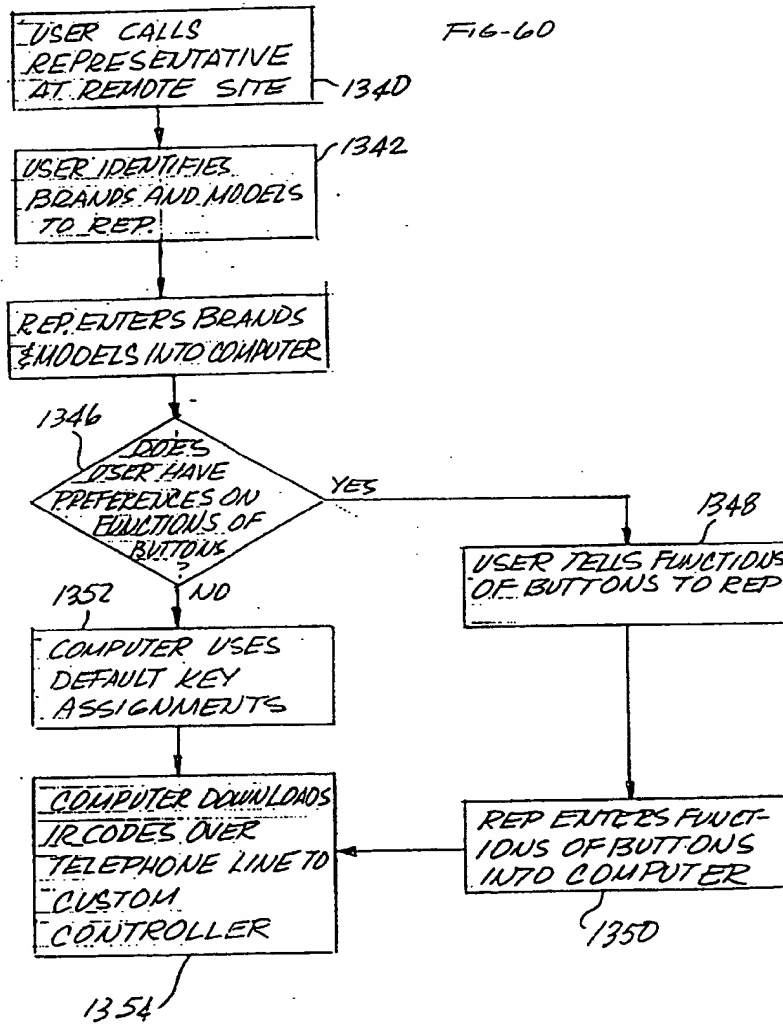 FIG-60
USER CALLS
REPRESENTATIVE
AT REMOTE SITE
1340
1342
USER IDENTIFIES
BRANDS AND MODELS
TO REP.
REP. ENTERS BRANDS
& MODELS INTO COMPUTER
1346
DOES
USER HAVE
PREFERENCES ON
FUNCTIONS OF
BUTTONS
?
YES
NO
1348
USER TELLS FUNCTIONS
OF BUTTONS TO REP
1352
COMPUTER USES
DEFAULT KEY
ASSIGNMENTS
COMPUTER DOWNLOADS
IR CODES OVER
TELEPHONE LINE TO
CUSTOM
CONTROLLER
1354
REP ENTERS FUNCT-
IONS OF BUTTONS
INTO COMPUTER
1350